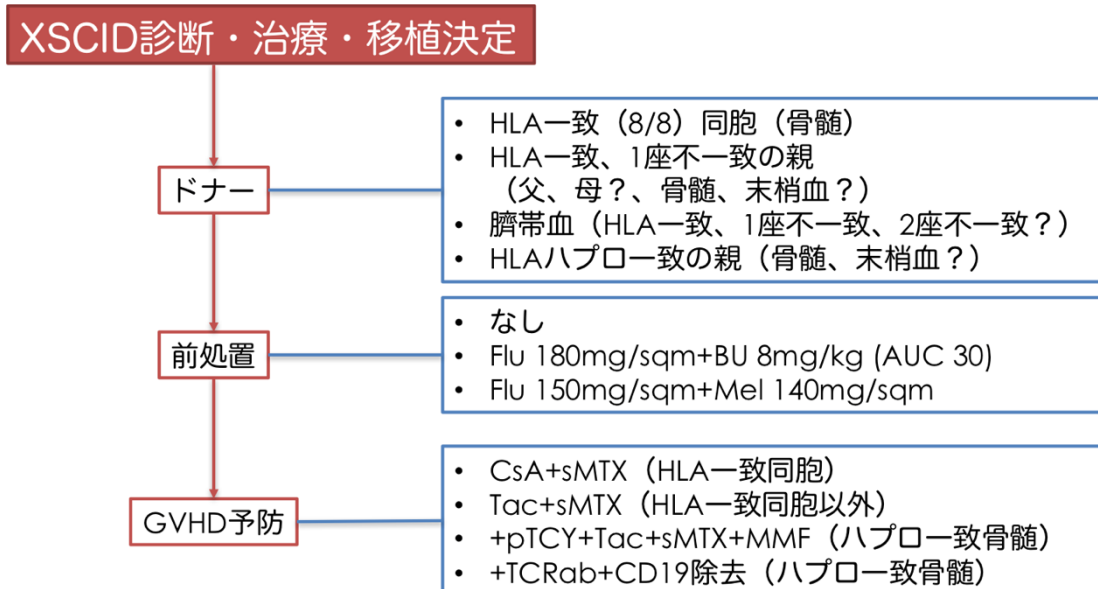 XSCID診断・治療・移植決定
ドナー
• HLA一致（8/8）同胞（骨髄）
• HLA一致、1座不一致の親
（父、母？、骨髄、末梢血？）
• 臍帯血（HLA一致、1座不一致、2座不一致？）
• HLAハプロ一致の親（骨髄、末梢血？）
前処置
• なし
• Flu 180mg/sqm+BU 8mg/kg (AUC 30)
• Flu 150mg/sqm+Mel 140mg/sqm
GVHD予防
• CsA+sMTX（HLA一致同胞）
• Tac+sMTX（HLA一致同胞以外）
• +pTCY+Tac+sMTX+MMF（ハプロ一致骨髄）
• +TCRab+CD19除去（ハプロ一致骨髄）